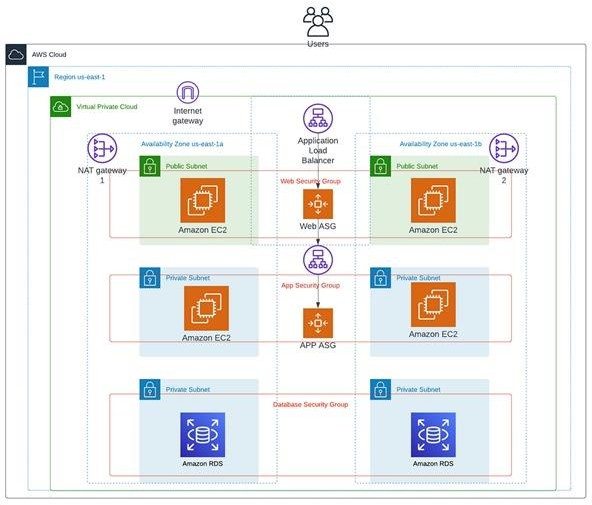 Users
AWS Cloud
Region us-east-1
Virtual Private Cloud
Internet
gateway
Application
Load
Balancer
Availability Zone us-east-1a
Availability Zone us-east-1b
NAT gateway
1
NAT gateway
2
Public Subnet
Public Subnet
Web Security Group
Amazon EC2
Web ASG
Amazon EC2
Private Subnet
Private Subnet
App Security Group
Amazon EC2
APP ASG
Amazon EC2
Private Subnet
Private Subnet
Database Security Group
Amazon RDS
Amazon RDS